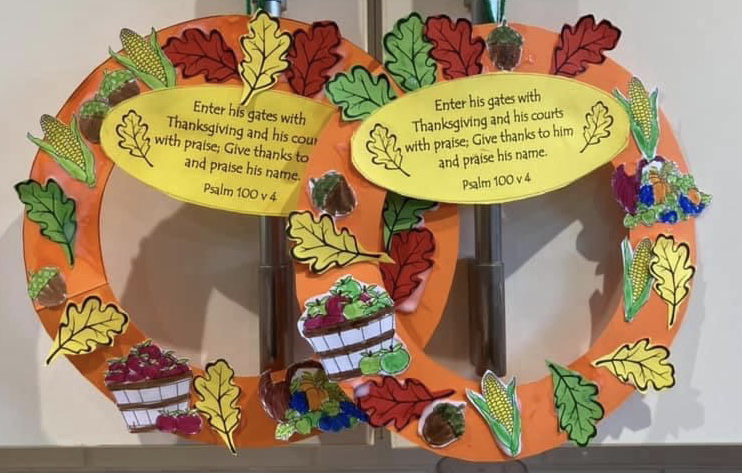 Enter his gates with
Thanksgiving and his cour
with praise; Give thanks to
and praise his name.
Psalm 100 v 4
Enter his gates with
Thanksgiving and his courts
with praise; Give thanks to him
and praise his name.
Psalm 100 v 4